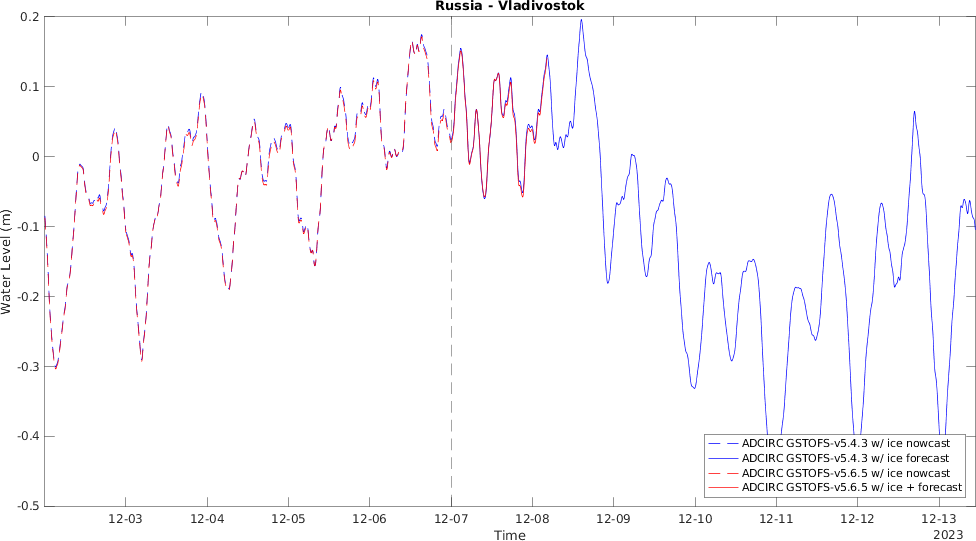 Russia - Vladivostok
Water Level (m)
0.2
0.1
0
-0.1
-0.2
-0.3
-0.4
-0.5
ADCIRC GSTOFS-v5.4.3 w/ ice nowcast
ADCIRC GSTOFS-v5.4.3 w/ ice forecast
ADCIRC GSTOFS-v5.6.5 w/ ice nowcast
ADCIRC GSTOFS-v5.6.5 w/ ice + forecast
12-03 12-04 12-05 12-06 12-07 12-08 12-09 12-10 12-11 12-12 12-13
Time
2023